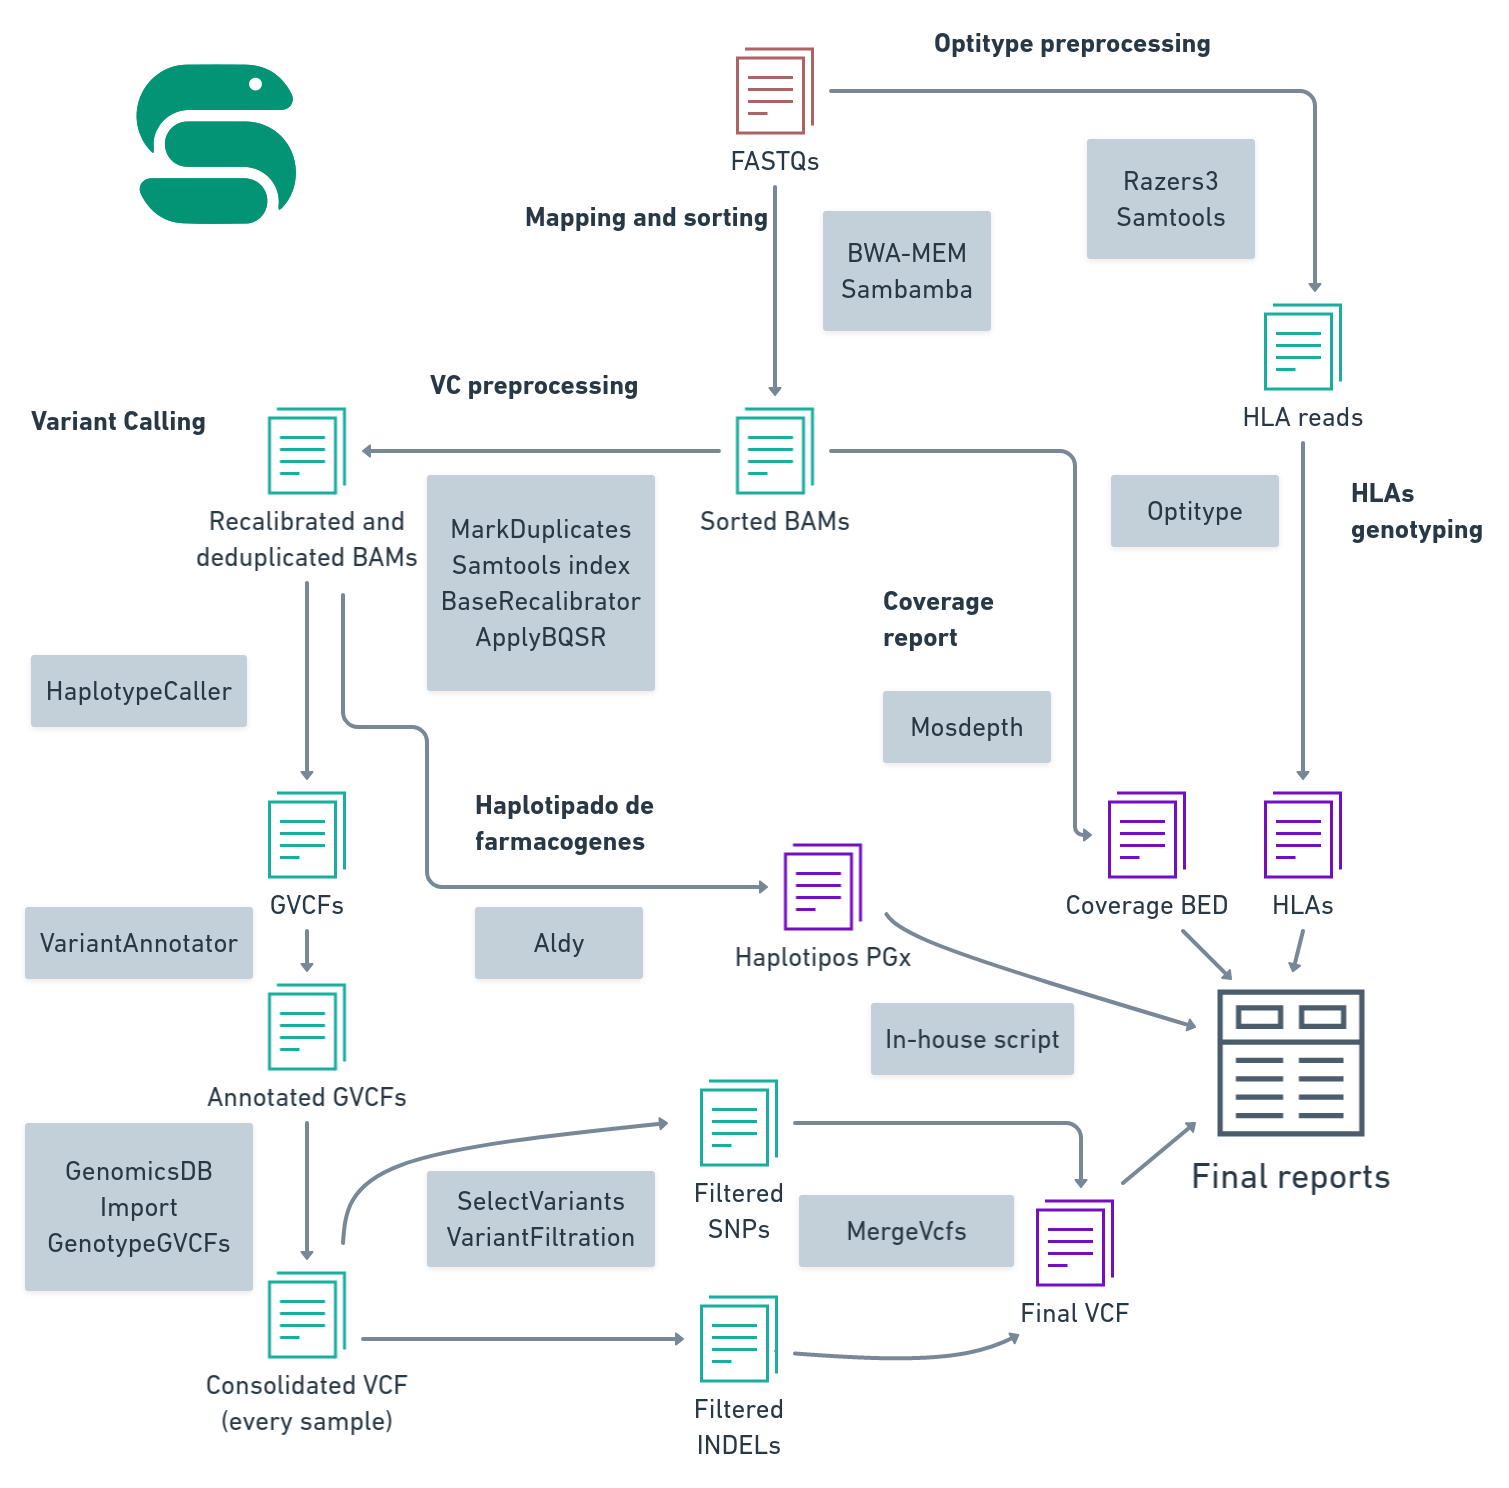 Optitype preprocessing
FASTQs
Razers3
Samtools
Mapping and sorting
BWA-MEM
Sambamba
HLA reads
VC preprocessing
Variant Calling
Recalibrated and
deduplicated BAMs
MarkDuplicates
Samtools index
BaseRecalibrator
ApplyBQSR
Sorted BAMs
Optitype
HLAs
genotyping
Coverage
report
HaplotypeCaller
Mosdepth
Haplotipado de
farmacogenes
GVCFs
Coverage BED
HLAs
VariantAnnotator
Aldy
Haplotipos PGx
In-house script
Annotated GVCFs
GenomicsDB
Import
GenotypeGVCFs
SelectVariants
VariantFiltration
Filtered
SNPs
MergeVcfs
Final reports
Final VCF
Consolidated VCF
(every sample)
Filtered
INDELs